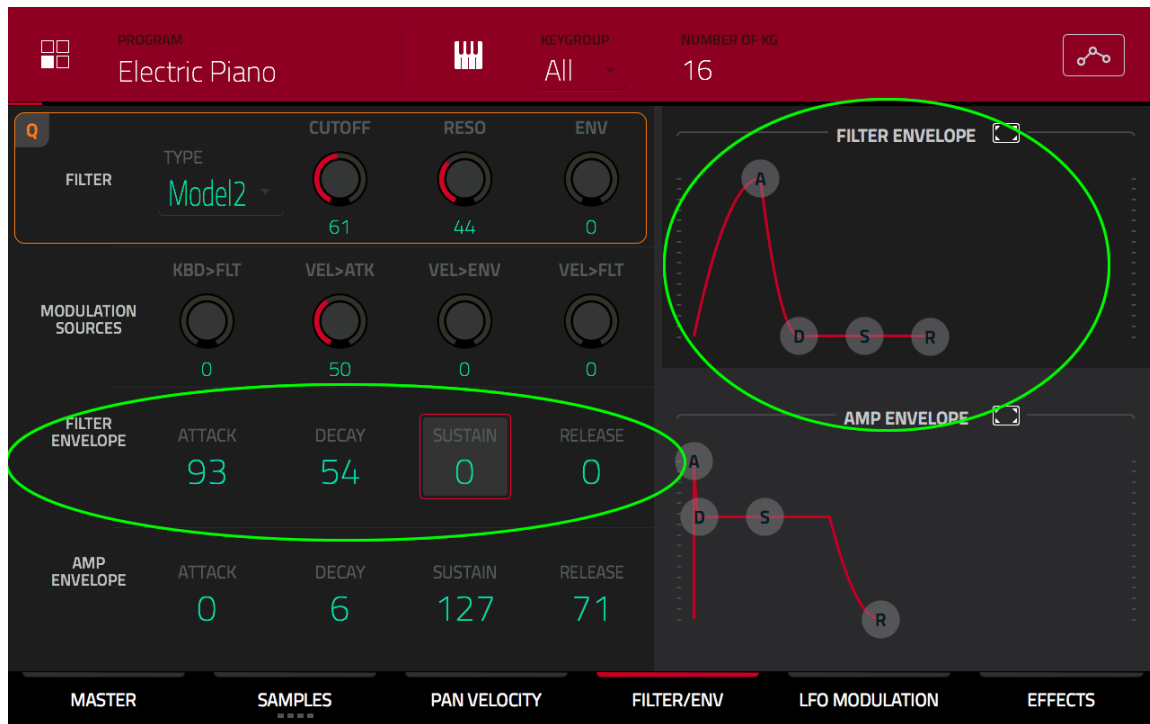 PROGRAM
Electric Piano
KEYGROUP
All
NUMBER OF KG
16
Q
FILTER
TYPE
Model2
CUTOFF
61
RESO
44
ENV
0
MODULATION
SOURCES
KBD>FLT
0
VEL>ATK
50
VEL>ENV
0
VEL>FLT
0
FILTER
ENVELOPE
ATTACK
93
DECAY
54
SUSTAIN
0
RELEASE
0
AMP
ENVELOPE
ATTACK
0
DECAY
6
SUSTAIN
127
RELEASE
71
FILTER ENVELOPE
A
D S R
AMP ENVELOPE
A
D S
R
MASTER SAMPLES PAN VELOCITY FILTER/ENV LFO MODULATION EFFECTS